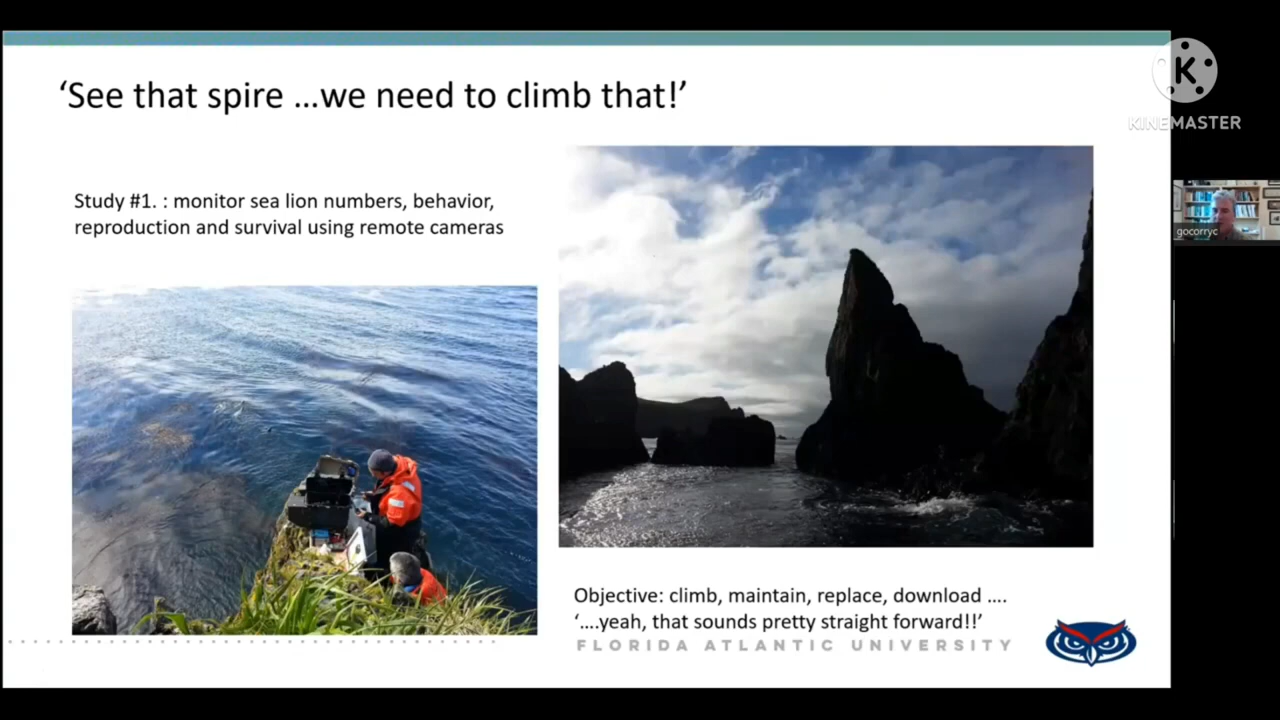 ‘See that spire …we need to climb that!’
KINEMASTER
Study #1. : monitor sea lion numbers, behavior,
reproduction and survival using remote cameras
gocorryc
Objective: climb, maintain, replace, download ….
‘….yeah, that sounds pretty straight forward!!’
FLORIDA ATLANTIC UNIVERSITY